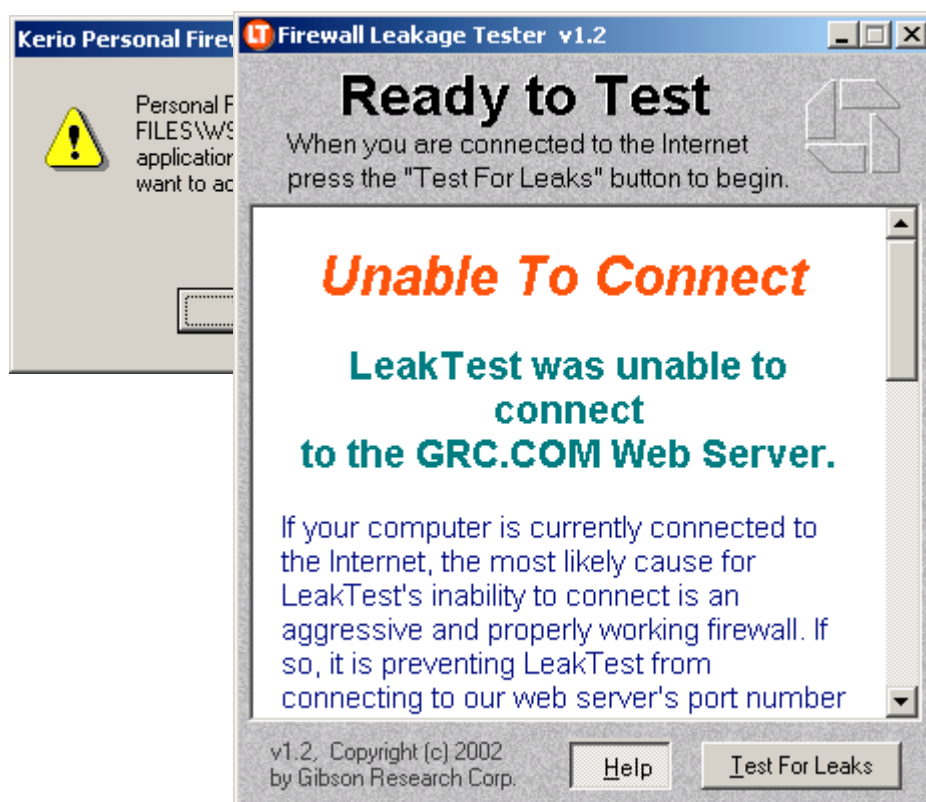 Kerio Personal Fire
Personal F
FILES\WS
application
want to ac
LT Firewall Leakage Tester v1.2
Ready to Test
When you are connected to the Internet
press the "Test For Leaks" button to begin.
Unable To Connect
LeakTest was unable to
connect
to the GRC.COM Web Server.
If your computer is currently connected to
the Internet, the most likely cause for
LeakTest's inability to connect is an
aggressive and properly working firewall. If
so, it is preventing LeakTest from
connecting to our web server's port number
v1.2, Copyright (c) 2002
by Gibson Research Corp.
Help
Test For Leaks